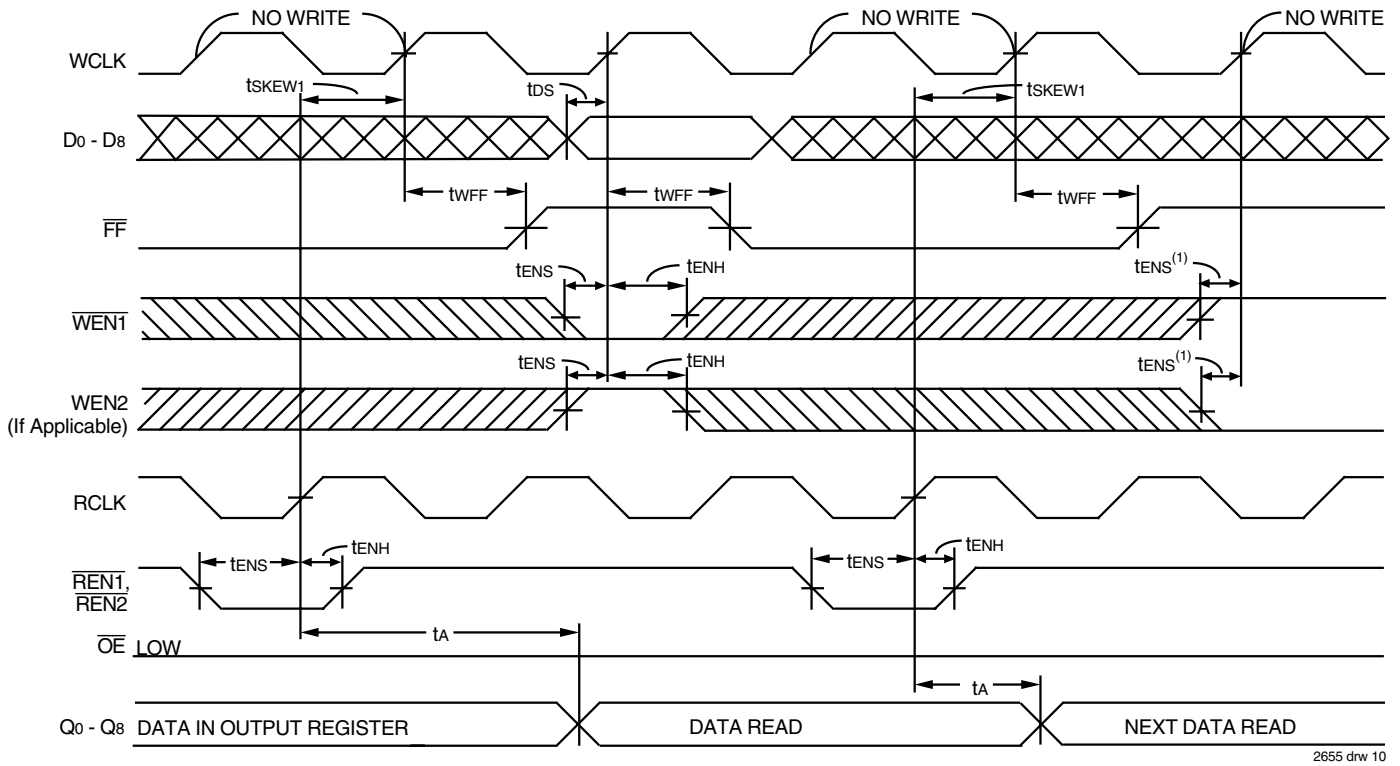 NO WRITE NO WRITE NO WRITE
WCLK
tSKEW1 tDS tSKEW1
D0 - D8
tWFF tWFF tWFF
FF
tENS tENH tENS(1)
WEN1
tENS tENH tENS(1)
WEN2
(If Applicable)
RCLK
tENS tENH tENS tENH
REN1,
REN2
tA
OE LOW
tA
Q0 - Q8 DATA IN OUTPUT REGISTER DATA READ NEXT DATA READ
2655 drw 10